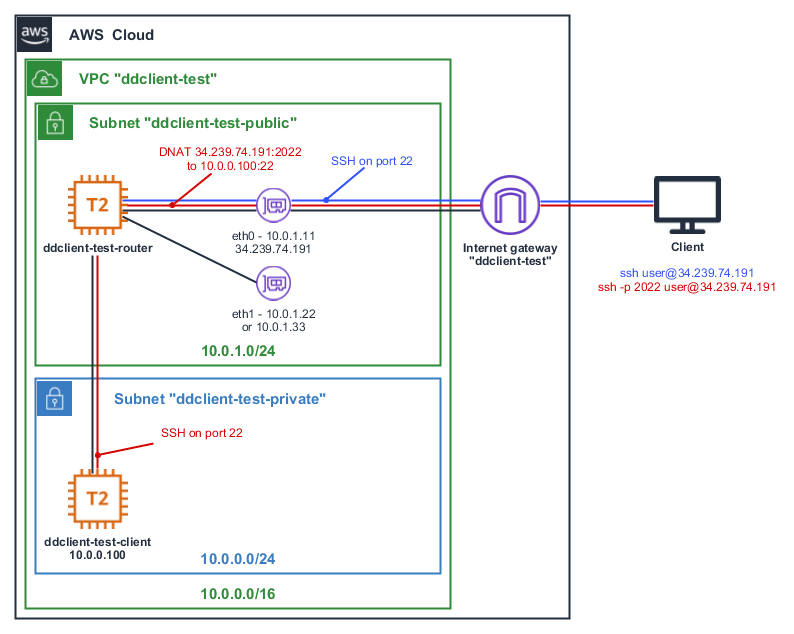 aws
AWS Cloud
VPC "ddclient-test"
Subnet "ddclient-test-public"
DNAT 34.239.74.191:2022
to 10.0.0.100:22
SSH on port 22
T2
ddclient-test-router
eth0 - 10.0.1.11
34.239.74.191
Internet gateway
"ddclient-test"
Client
ssh user@34.239.74.191
ssh -p 2022 user@34.239.74.191
eth1 - 10.0.1.22
or 10.0.1.33
10.0.1.0/24
Subnet "ddclient-test-private"
SSH on port 22
T2
ddclient-test-client
10.0.0.100
10.0.0.0/24
10.0.0.0/16